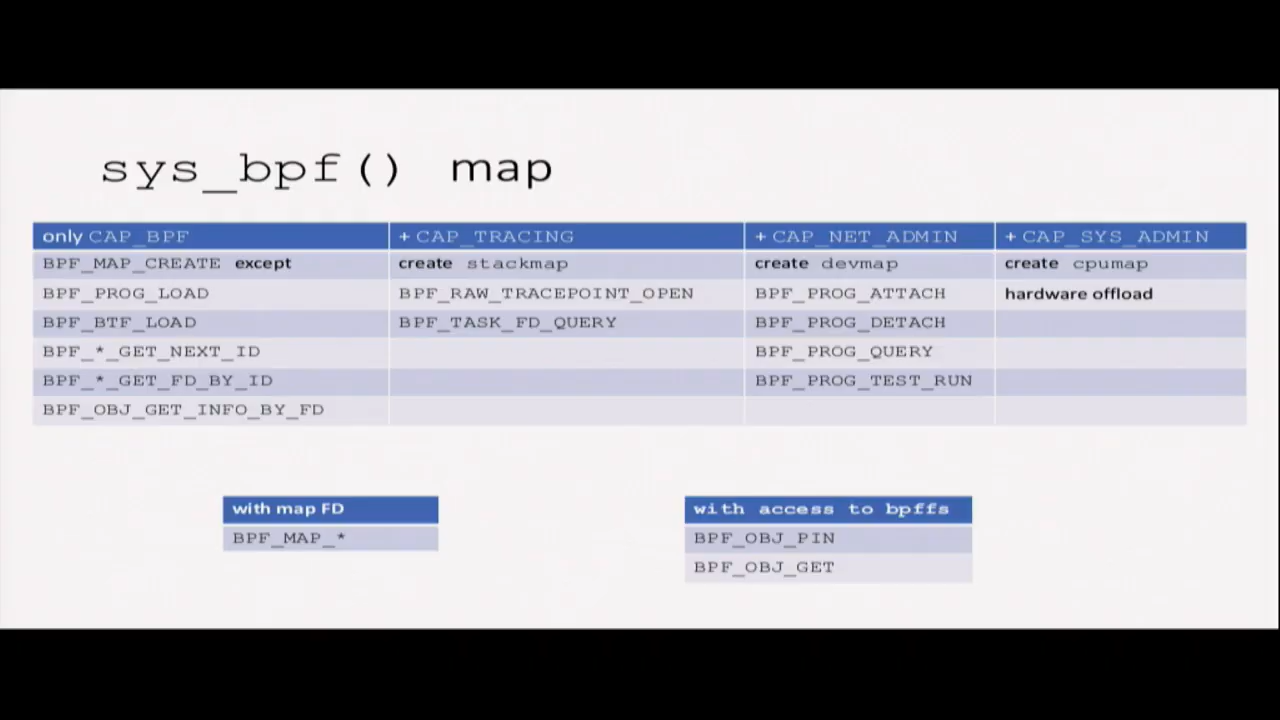 sys_bpf() map
only CAP_BPF + CAP_TRACING + CAP_NET_ADMIN + CAP_SYS_ADMIN
BPF_MAP_CREATE except create stackmap create devmap create cpumap
BPF_PROG_LOAD BPF_RAW_TRACEPOINT_OPEN BPF_PROG_ATTACH hardware offload
BPF_BTF_LOAD BPF_TASK_FD_QUERY BPF_PROG_DETACH
BPF_*_GET_NEXT_ID BPF_PROG_QUERY
BPF_*_GET_FD_BY_ID BPF_PROG_TEST_RUN
BPF_OBJ_GET_INFO_BY_FD
with map FD with access to bpffs
BPF_MAP_* BPF_OBJ_PIN
BPF_OBJ_GET